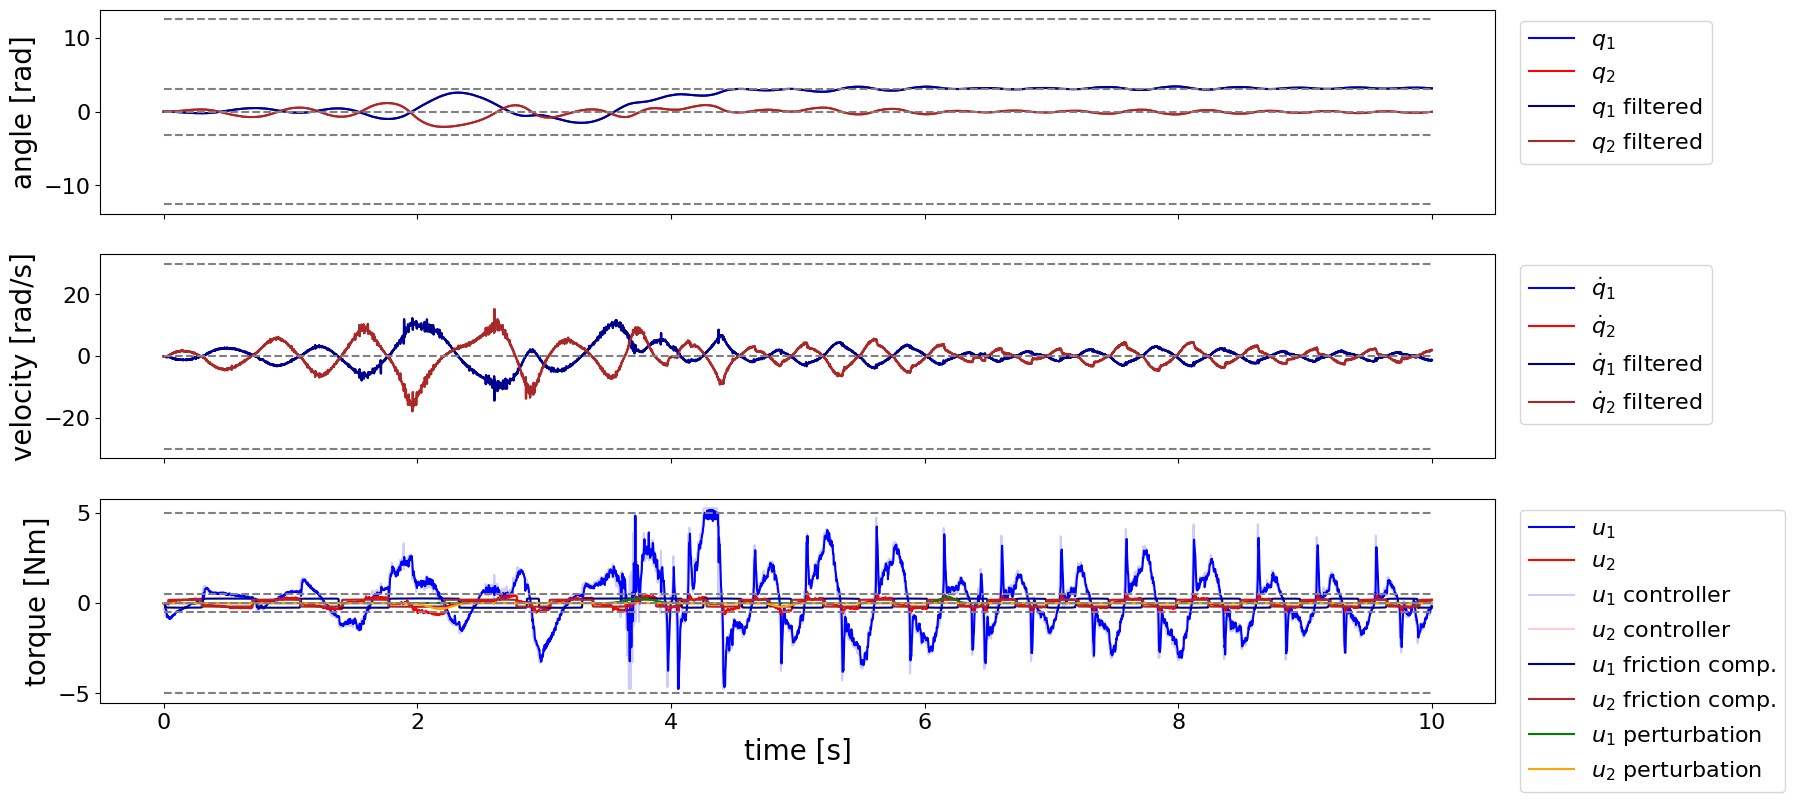 angle [rad]
10
0
−10
q₁
q₂
q₁ filtered
q₂ filtered
velocity [rad/s]
20
0
−20
q̇₁
q̇₂
q̇₁ filtered
q̇₂ filtered
torque [Nm]
5
0
−5
0 2 4 6 8 10
time [s]
u₁
u₂
u₁ controller
u₂ controller
u₁ friction comp.
u₂ friction comp.
u₁ perturbation
u₂ perturbation